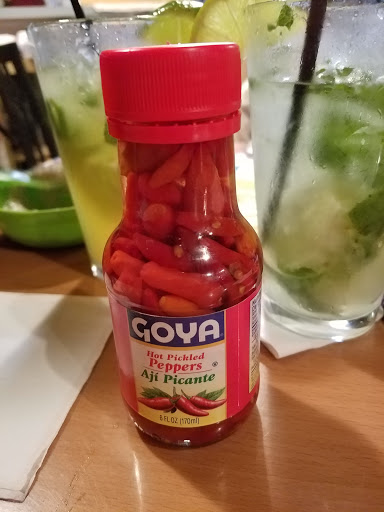 GOYA
Hot Pickled
Peppers ®
Ají Picante
6 FL OZ (170ml)